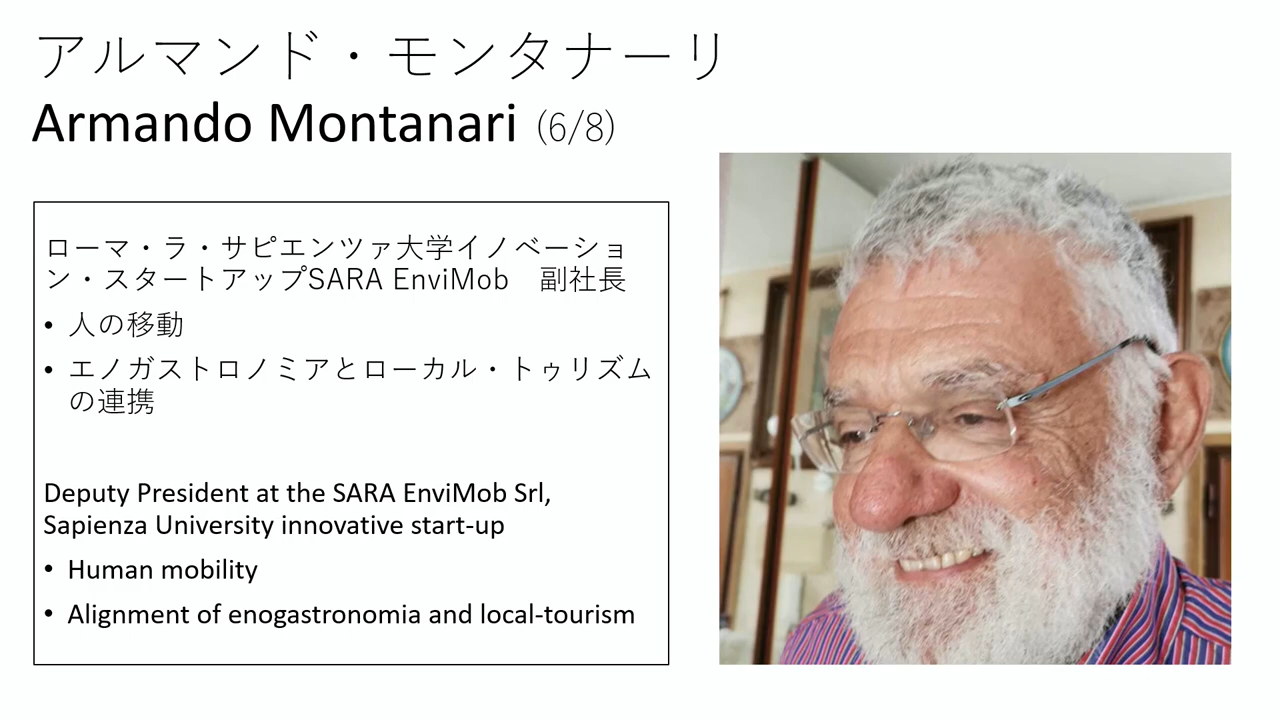 アルマンド・モンタナーリ
Armando Montanari (6/8)
ローマ・ラ・サピエンツァ大学イノベーショ
ン・スタートアップSARA EnviMob　副社長
• 人の移動
• エノガストロノミアとローカル・トゥリズム
の連携
Deputy President at the SARA EnviMob Srl,
Sapienza University innovative start-up
• Human mobility
• Alignment of enogastronomia and local-tourism